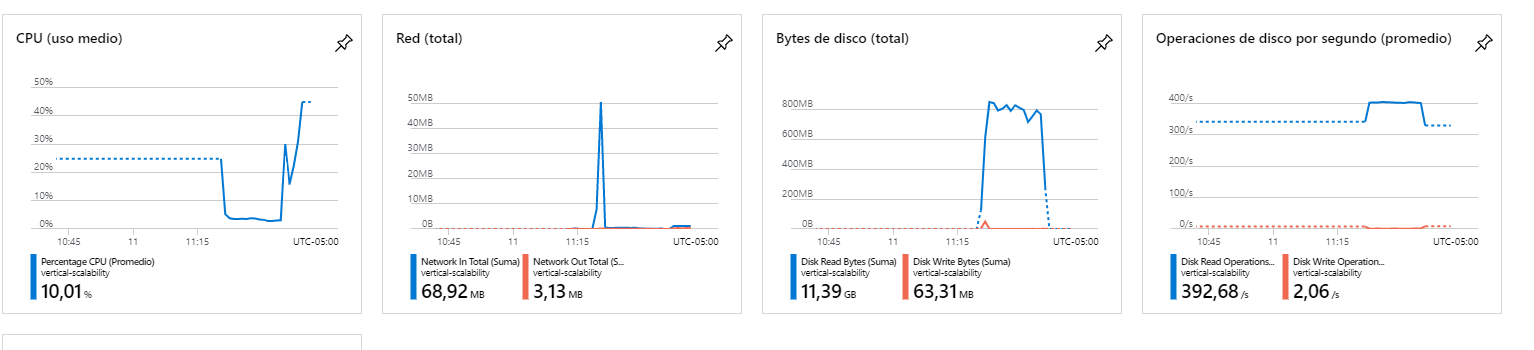 CPU (uso medio)
50%
40%
30%
20%
10%
0%
10:45 11 11:15 UTC-05:00
Percentage CPU (Promedio)
vertical-scalability
10,01 %
Red (total)
50MB
40MB
30MB
20MB
10MB
0B
10:45 11 11:15 UTC-05:00
Network In Total (Suma)
vertical-scalability
68,92 MB
Network Out Total (S...
vertical-scalability
3,13 MB
Bytes de disco (total)
800MB
600MB
400MB
200MB
0B
10:45 11 11:15 UTC-05:00
Disk Read Bytes (Suma)
vertical-scalability
11,39 GB
Disk Write Bytes (Suma)
vertical-scalability
63,31 MB
Operaciones de disco por segundo (promedio)
400/s
300/s
200/s
100/s
0/s
10:45 11 11:15 UTC-05:00
Disk Read Operations...
vertical-scalability
392,68 /s
Disk Write Operation...
vertical-scalability
2,06 /s